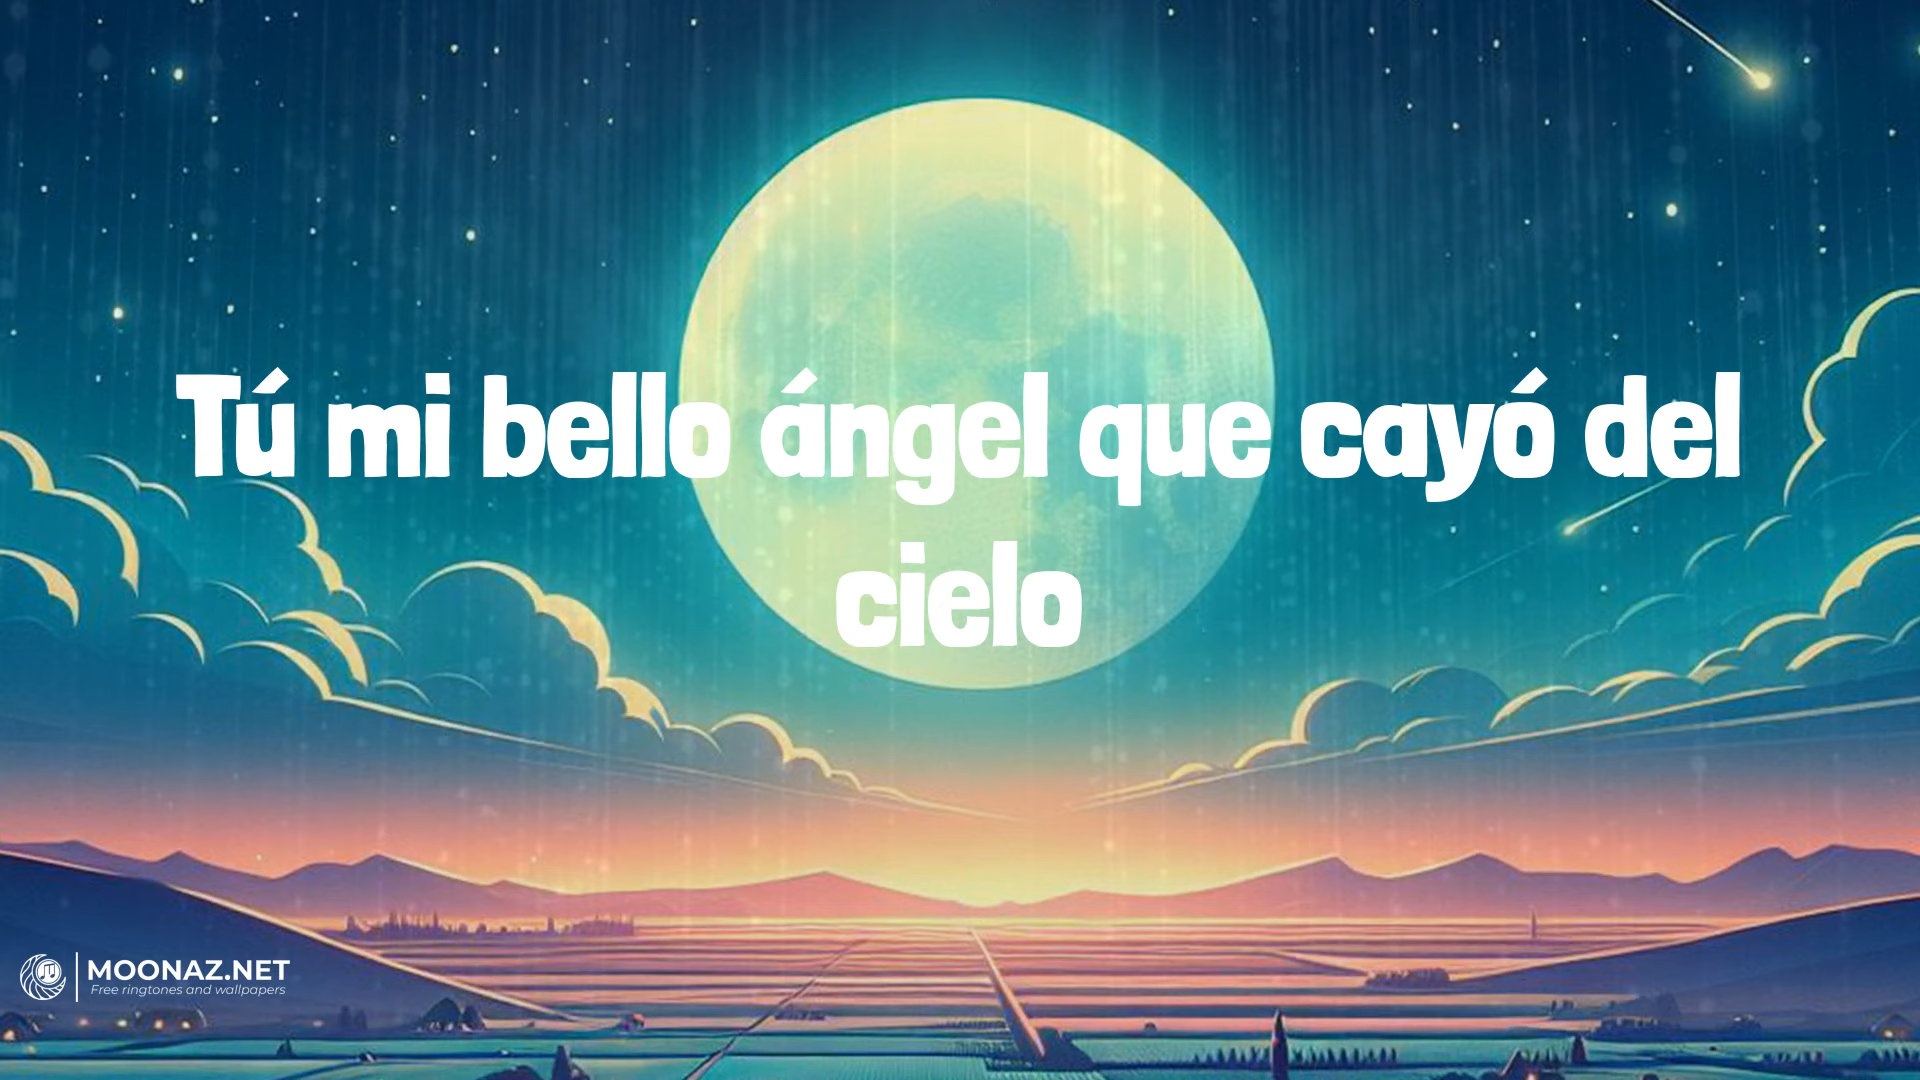 Tú mi bello ángel que cayó del
cielo
MOONAZ.NET
Free ringtones and wallpapers